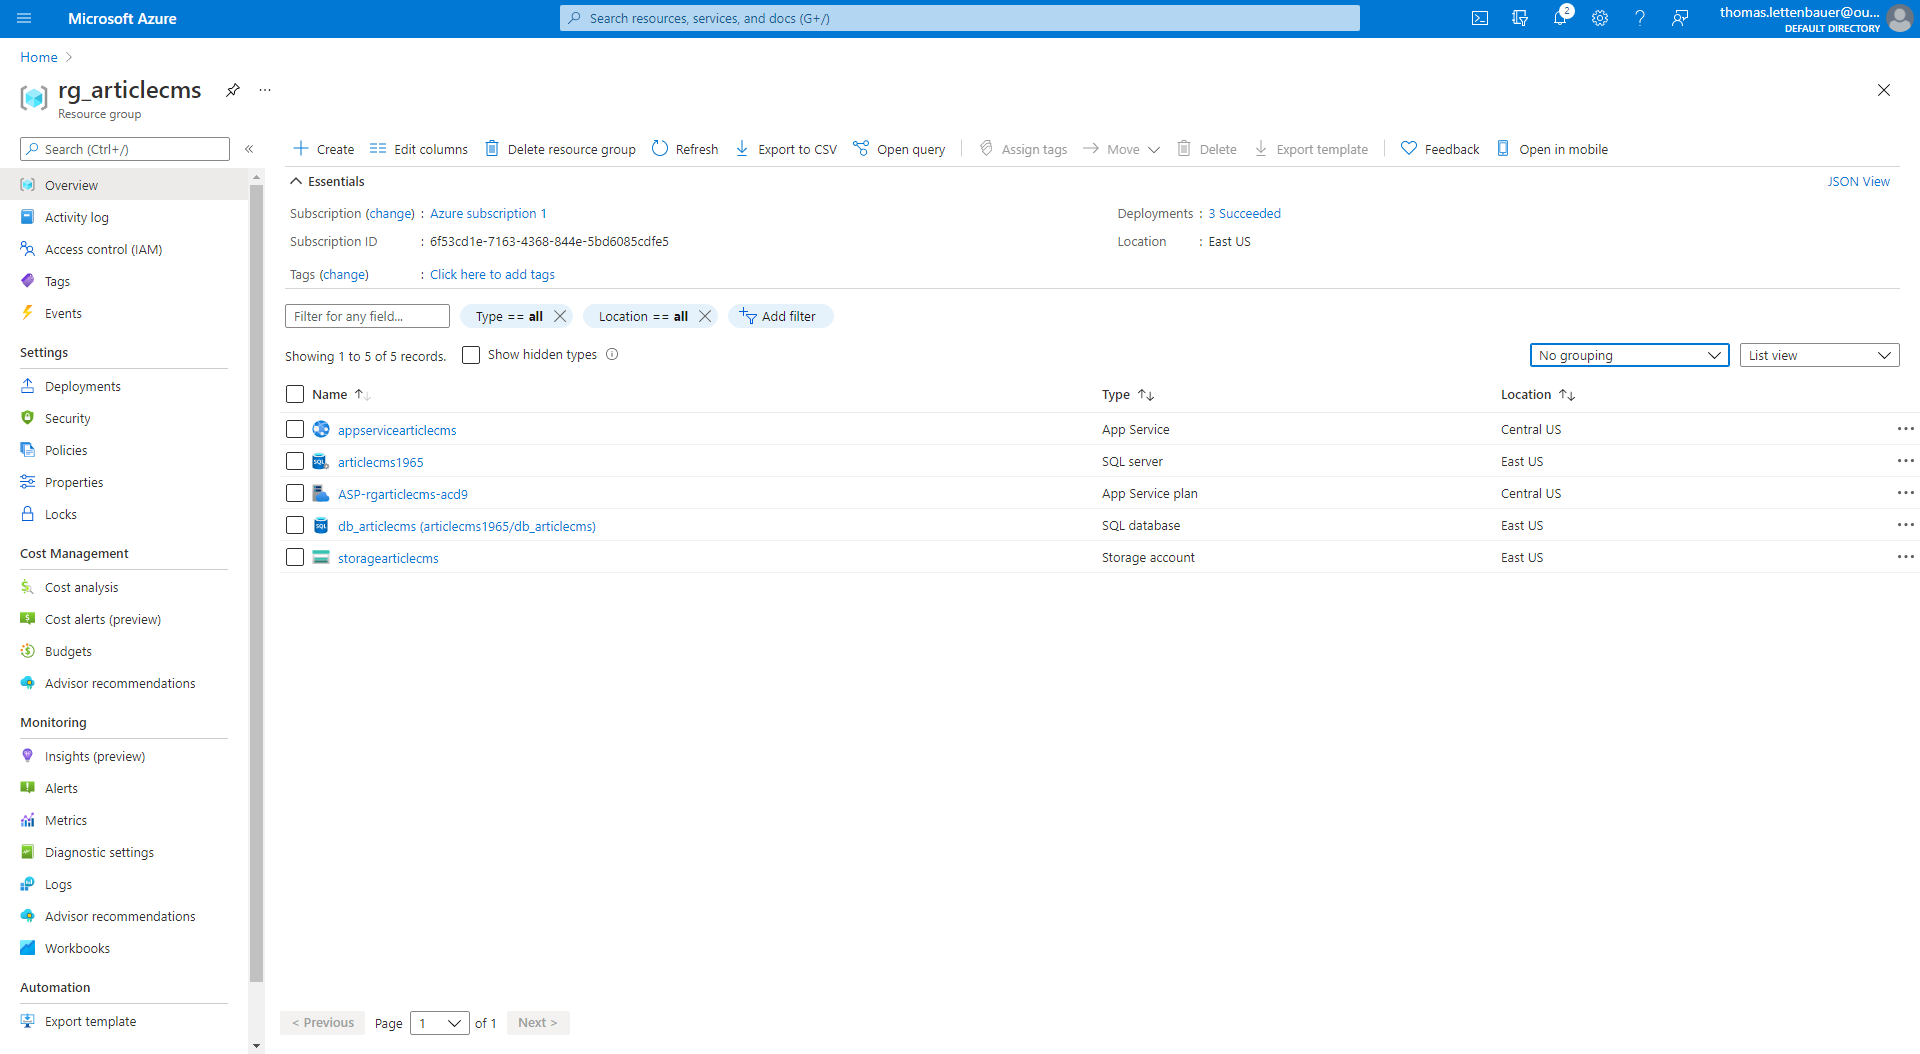 Microsoft Azure
Search resources, services, and docs (G+/)
2
thomas.lettenbauer@ou...
DEFAULT DIRECTORY
Home
rg_articlecms
...
Resource group
Search (Ctrl+/)
«
Overview
Activity log
Access control (IAM)
Tags
Events
Settings
Deployments
Security
Policies
Properties
Locks
Cost Management
Cost analysis
Cost alerts (preview)
Budgets
Advisor recommendations
Monitoring
Insights (preview)
Alerts
Metrics
Diagnostic settings
Logs
Advisor recommendations
Workbooks
Automation
Export template
Create Edit columns Delete resource group Refresh Export to CSV Open query Assign tags Move Delete Export template Feedback Open in mobile
Essentials
JSON View
Subscription (change) : Azure subscription 1
Deployments : 3 Succeeded
Subscription ID : 6f53cd1e-7163-4368-844e-5bd6085cdfe5
Location : East US
Tags (change) : Click here to add tags
Filter for any field... Type == all Location == all Add filter
Showing 1 to 5 of 5 records. Show hidden types
No grouping List view
Name Type Location
appservicearticlecms App Service Central US
articlecms1965 SQL server East US
ASP-rgarticlecms-acd9 App Service plan Central US
db_articlecms (articlecms1965/db_articlecms) SQL database East US
storagearticlecms Storage account East US
< Previous Page 1 of 1 Next >